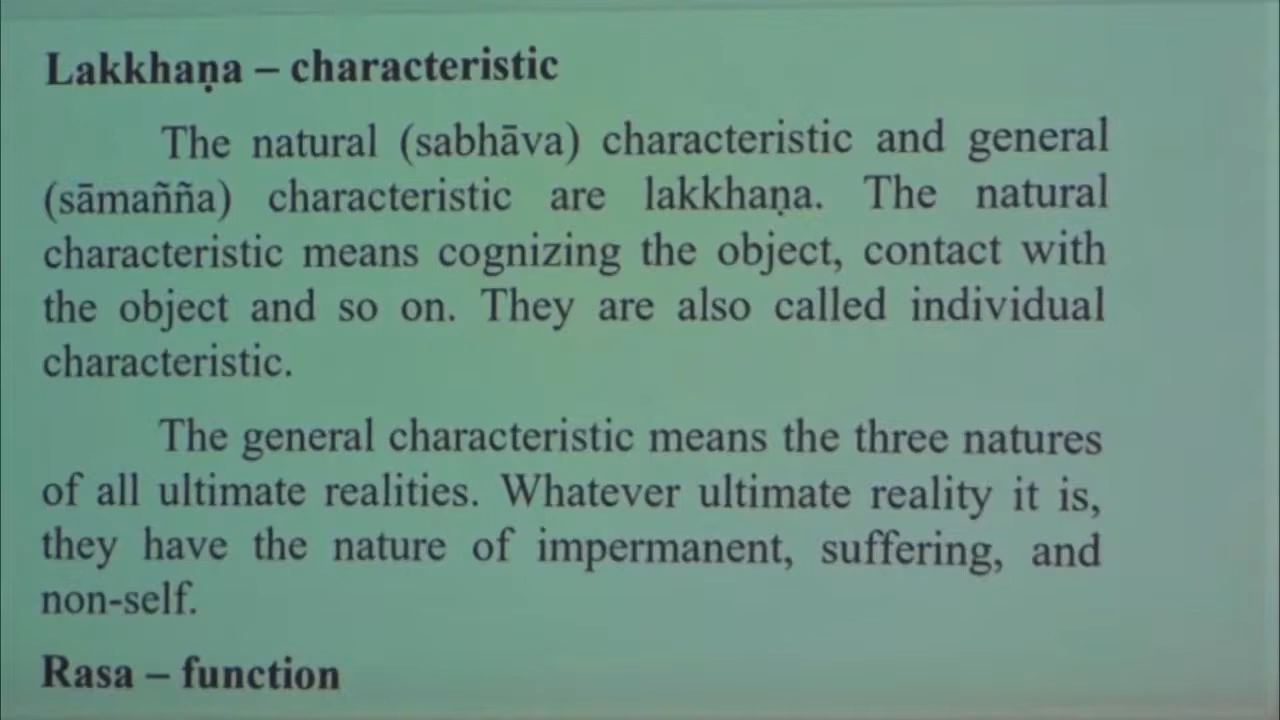 Lakkhaṇa – characteristic
The natural (sabhāva) characteristic and general
(sāmañña) characteristic are lakkhaṇa. The natural
characteristic means cognizing the object, contact with
the object and so on. They are also called individual
characteristic.
The general characteristic means the three natures
of all ultimate realities. Whatever ultimate reality it is,
they have the nature of impermanent, suffering, and
non-self.
Rasa – function